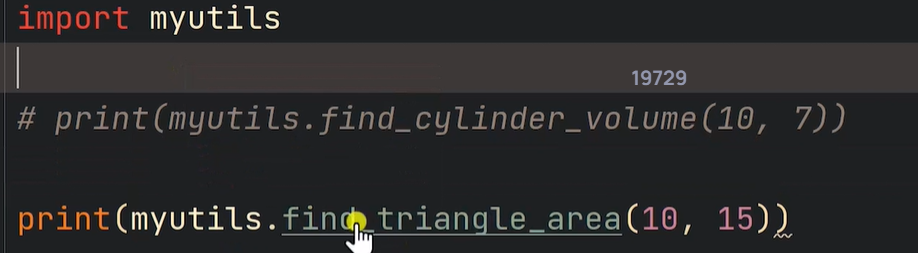 import myutils
19729
# print(myutils.find_cylinder_volume(10, 7))
print(myutils.find_triangle_area(10, 15))